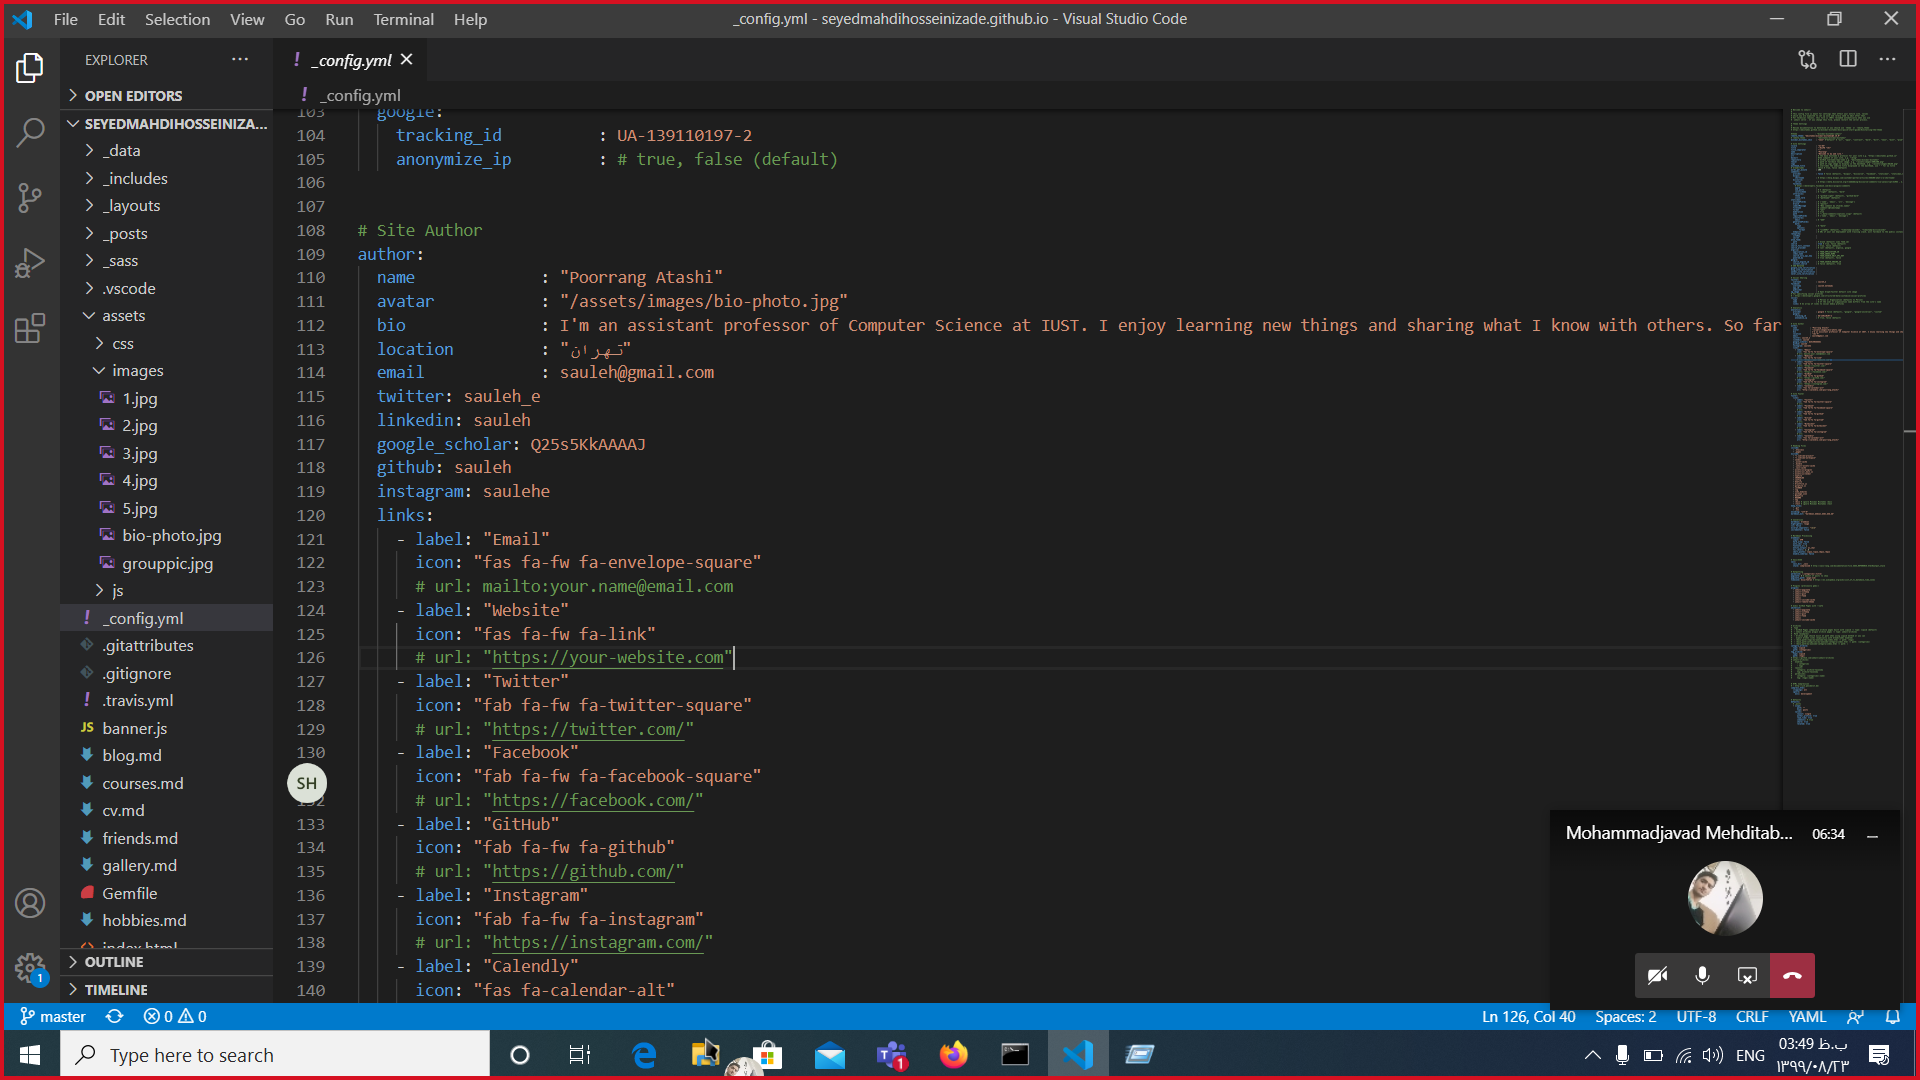 File Edit Selection View Go Run Terminal Help
_config.yml - seyedmahdihosseinizade.github.io - Visual Studio Code
EXPLORER
OPEN EDITORS
SEYEDMAHDIHOSSEINIZA...
_data
_includes
_layouts
_posts
_sass
.vscode
assets
css
images
1.jpg
2.jpg
3.jpg
4.jpg
5.jpg
bio-photo.jpg
grouppic.jpg
js
! _config.yml
.gitattributes
.gitignore
! .travis.yml
JS banner.js
blog.md
courses.md
cv.md
friends.md
gallery.md
Gemfile
hobbies.md
index.html
OUTLINE
TIMELINE
! _config.yml
! _config.yml
103 google:
104 tracking_id : UA-139110197-2
105 anonymize_ip : # true, false (default)
106
107
108 # Site Author
109 author:
110 name : "Poorrang Atashi"
111 avatar : "/assets/images/bio-photo.jpg"
112 bio : I'm an assistant professor of Computer Science at IUST. I enjoy learning new things and sharing what I know with others. So far
113 location : "تهران"
114 email : sauleh@gmail.com
115 twitter: sauleh_e
116 linkedin: sauleh
117 google_scholar: Q25s5KkAAAAJ
118 github: sauleh
119 instagram: saulehe
120 links:
121 - label: "Email"
122 icon: "fas fa-fw fa-envelope-square"
123 # url: mailto:your.name@email.com
124 - label: "Website"
125 icon: "fas fa-fw fa-link"
126 # url: "https://your-website.com"
127 - label: "Twitter"
128 icon: "fab fa-fw fa-twitter-square"
129 # url: "https://twitter.com/"
130 - label: "Facebook"
SH icon: "fab fa-fw fa-facebook-square"
132 # url: "https://facebook.com/"
133 - label: "GitHub"
134 icon: "fab fa-fw fa-github"
135 # url: "https://github.com/"
136 - label: "Instagram"
137 icon: "fab fa-fw fa-instagram"
138 # url: "https://instagram.com/"
139 - label: "Calendly"
140 icon: "fas fa-calendar-alt"
Mohammadjavad Mehditab... 06:34
1
master 0 0
Ln 126, Col 40 Spaces: 2 UTF-8 CRLF YAML
Type here to search
1
ENG
03:49 ب.ظ
۱۳۹۹/۰۸/۲۳